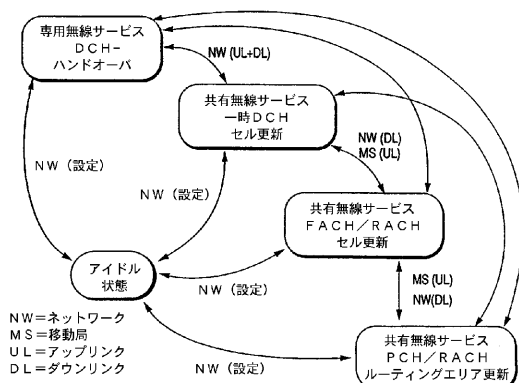 専用無線サービス
DCH-
ハンドオーバ
NW (UL+DL)
共有無線サービス
一時DCH
セル更新
NW (DL)
MS (UL)
NW (設定)
NW (設定)
共有無線サービス
FACH/RACH
セル更新
アイドル
状態
NW (設定)
MS (UL)
NW(DL)
NW=ネットワーク
MS=移動局
UL=アップリンク
DL=ダウンリンク
NW (設定)
共有無線サービス
PCH/RACH
ルーティングエリア更新